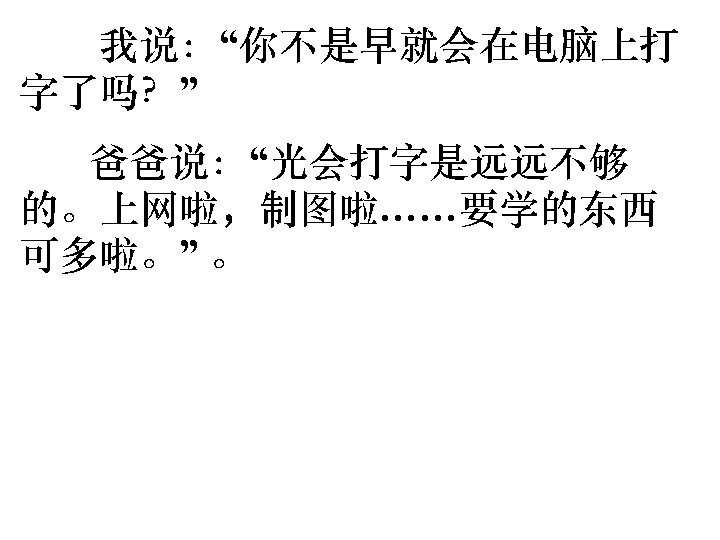 我说：“你不是早就会在电脑上打
字了吗？”
爸爸说：“光会打字是远远不够
的。上网啦，制图啦……要学的东西
可多啦。”。